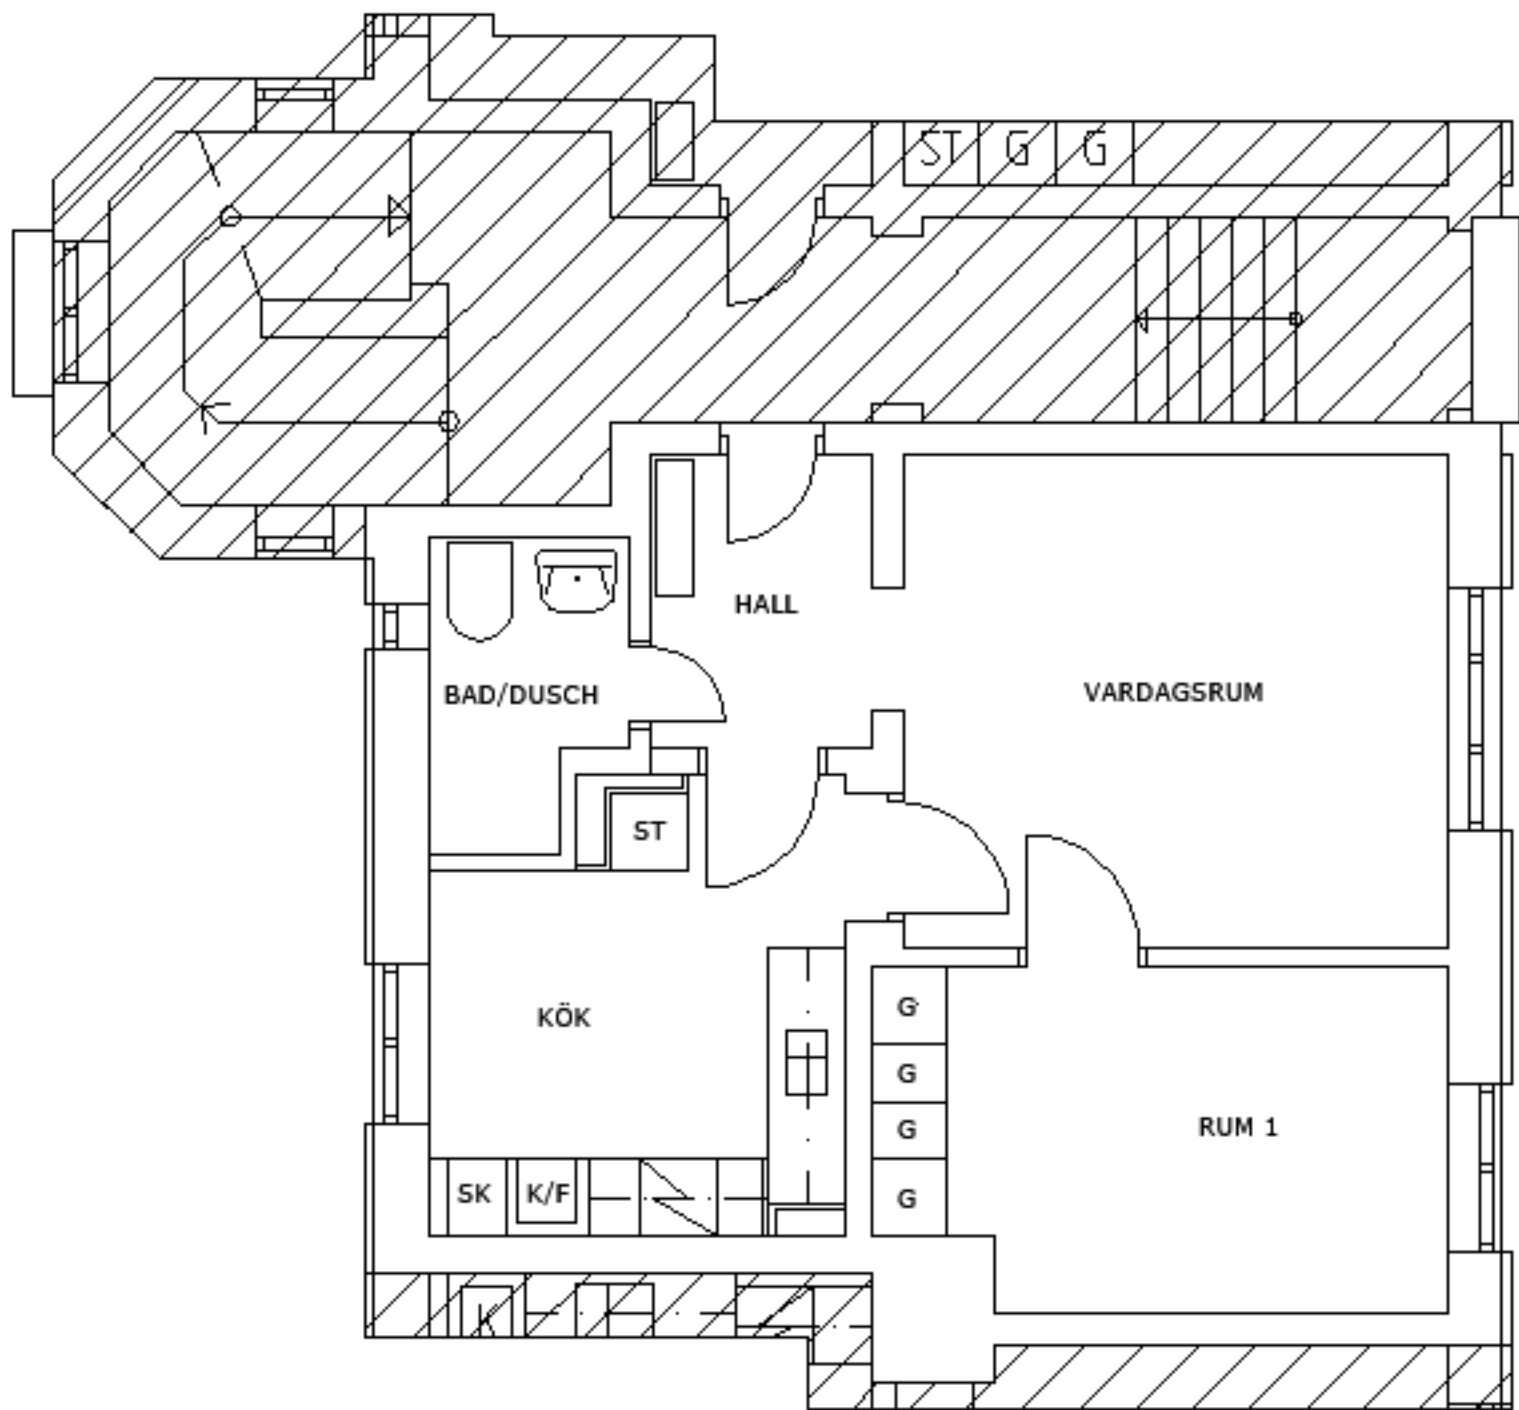 ST G G
HALL
BAD/DUSCH
VARDAGSRUM
ST
KÖK
G
G
G
G
RUM 1
SK K/F
K